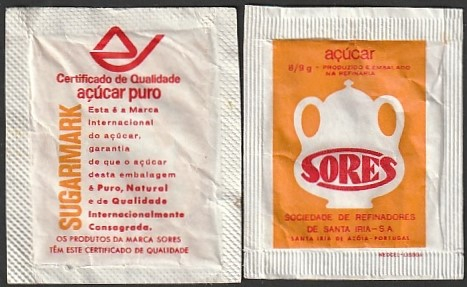 Certificado de Qualidade
açúcar puro
SUGARMARK
Esta é a Marca
Internacional
do açúcar,
garantia
de que o açúcar
desta embalagem
é Puro, Natural
e de Qualidade
Internacionalmente
Consagrada.
OS PRODUTOS DA MARCA SORES
TÊM ESTE CERTIFICADO DE QUALIDADE
açúcar
8/9 g - PRODUZIDO E EMBALADO
NA REFINARIA
SORES
SOCIEDADE DE REFINADORES
DE SANTA IRIA-S.A.
SANTA IRIA DE AZÓIA-PORTUGAL